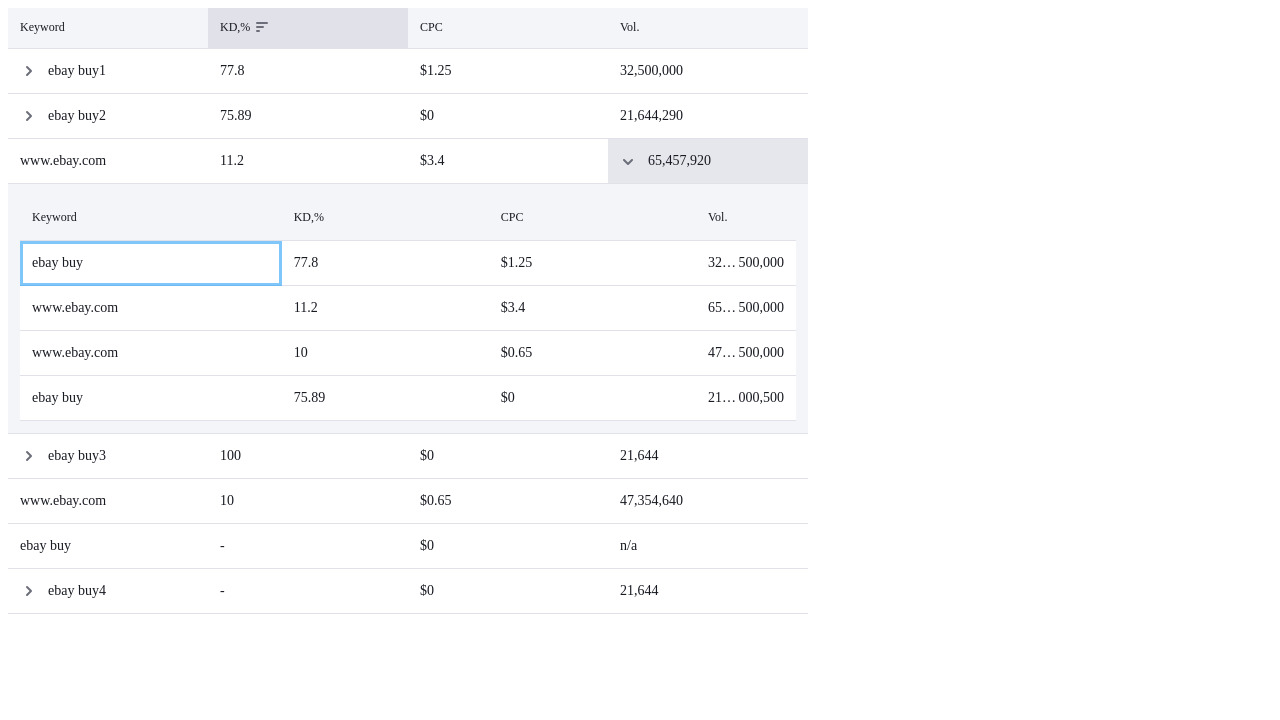 Keyword KD,% CPC Vol.
ebay buy1 77.8 $1.25 32,500,000
ebay buy2 75.89 $0 21,644,290
www.ebay.com 11.2 $3.4 65,457,920
Keyword KD,% CPC Vol.
ebay buy 77.8 $1.25 32… 500,000
www.ebay.com 11.2 $3.4 65… 500,000
www.ebay.com 10 $0.65 47… 500,000
ebay buy 75.89 $0 21… 000,500
ebay buy3 100 $0 21,644
www.ebay.com 10 $0.65 47,354,640
ebay buy - $0 n/a
ebay buy4 - $0 21,644